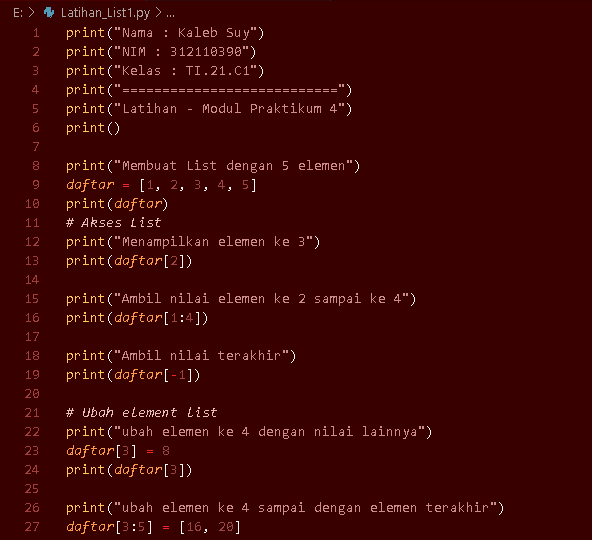 E: > Latihan_List1.py > ...
1 print("Nama : Kaleb Suy")
2 print("NIM : 312110390")
3 print("Kelas : TI.21.C1")
4 print("===========================")
5 print("Latihan - Modul Praktikum 4")
6 print()
7
8 print("Membuat List dengan 5 elemen")
9 daftar = [1, 2, 3, 4, 5]
10 print(daftar)
11 # Akses List
12 print("Menampilkan elemen ke 3")
13 print(daftar[2])
14
15 print("Ambil nilai elemen ke 2 sampai ke 4")
16 print(daftar[1:4])
17
18 print("Ambil nilai terakhir")
19 print(daftar[-1])
20
21 # Ubah element list
22 print("ubah elemen ke 4 dengan nilai lainnya")
23 daftar[3] = 8
24 print(daftar[3])
25
26 print("ubah elemen ke 4 sampai dengan elemen terakhir")
27 daftar[3:5] = [16, 20]